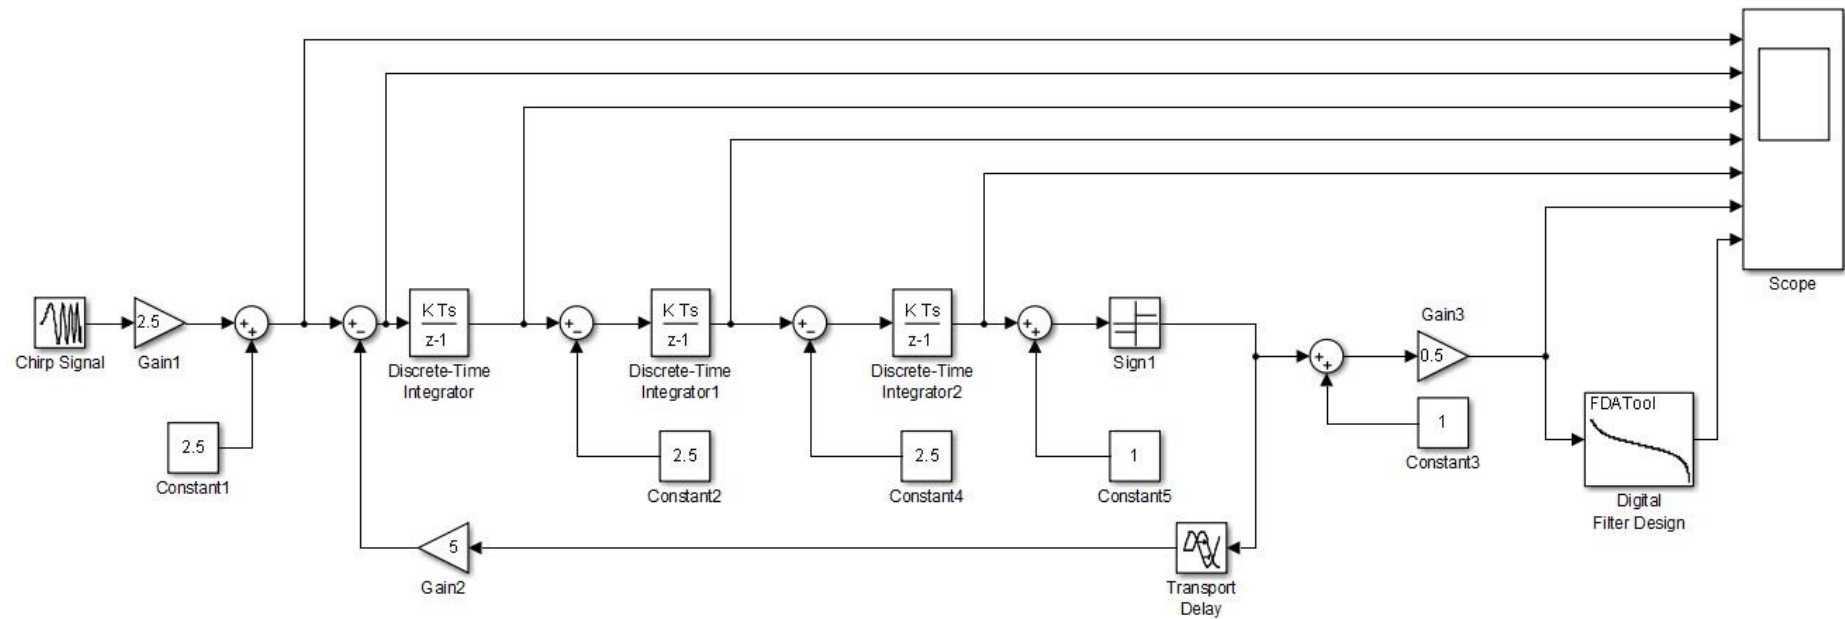 Scope
Chirp Signal
2.5
Gain1
+
+
2.5
Constant1
+
−
K Ts
z-1
Discrete-Time
Integrator
+
−
2.5
Constant2
K Ts
z-1
Discrete-Time
Integrator1
+
−
2.5
Constant4
K Ts
z-1
Discrete-Time
Integrator2
+
+
1
Constant5
Sign1
+
+
1
Constant3
Gain3
0.5
FDATool
Digital
Filter Design
5
Gain2
Transport
Delay